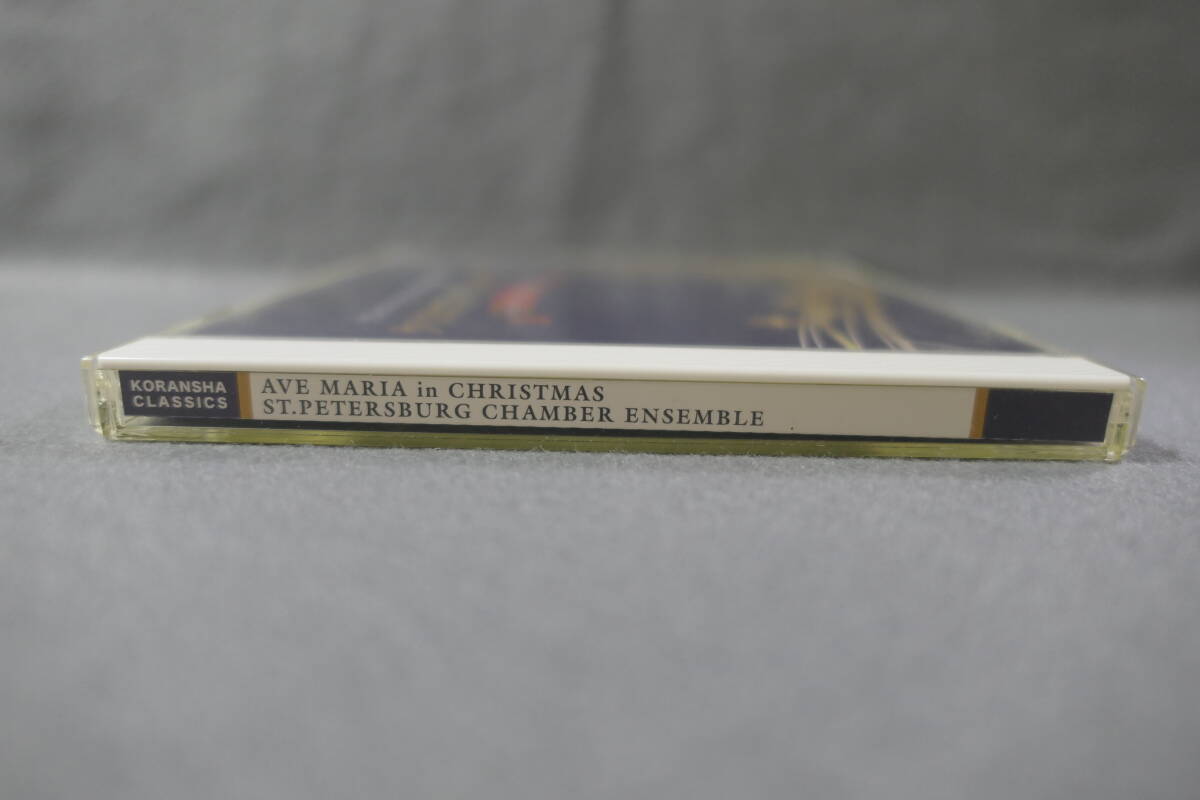 KORANSHA
CLASSICS
AVE MARIA in CHRISTMAS
ST.PETERSBURG CHAMBER ENSEMBLE